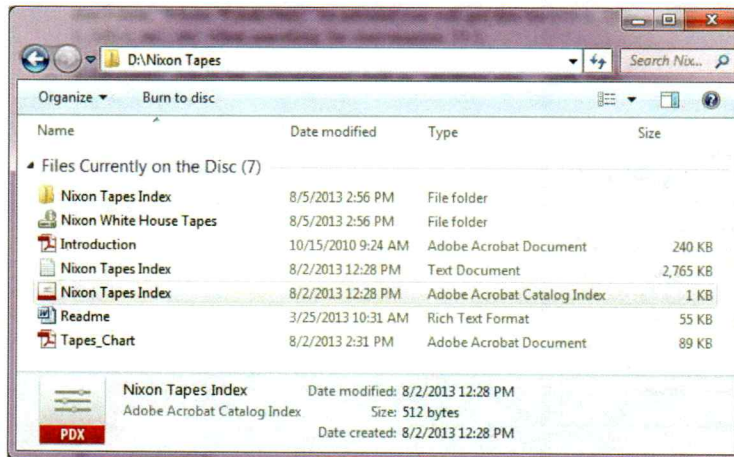 D:\Nixon Tapes
Search Nix...
Organize Burn to disc
Name Date modified Type Size
Files Currently on the Disc (7)
Nixon Tapes Index 8/5/2013 2:56 PM File folder
Nixon White House Tapes 8/5/2013 2:56 PM File folder
Introduction 10/15/2010 9:24 AM Adobe Acrobat Document 240 KB
Nixon Tapes Index 8/2/2013 12:28 PM Text Document 2,765 KB
Nixon Tapes Index 8/2/2013 12:28 PM Adobe Acrobat Catalog Index 1 KB
Readme 3/25/2013 10:31 AM Rich Text Format 55 KB
Tapes_Chart 8/2/2013 2:31 PM Adobe Acrobat Document 89 KB
Nixon Tapes Index Date modified: 8/2/2013 12:28 PM
Adobe Acrobat Catalog Index Size: 512 bytes
Date created: 8/2/2013 12:28 PM
PDX